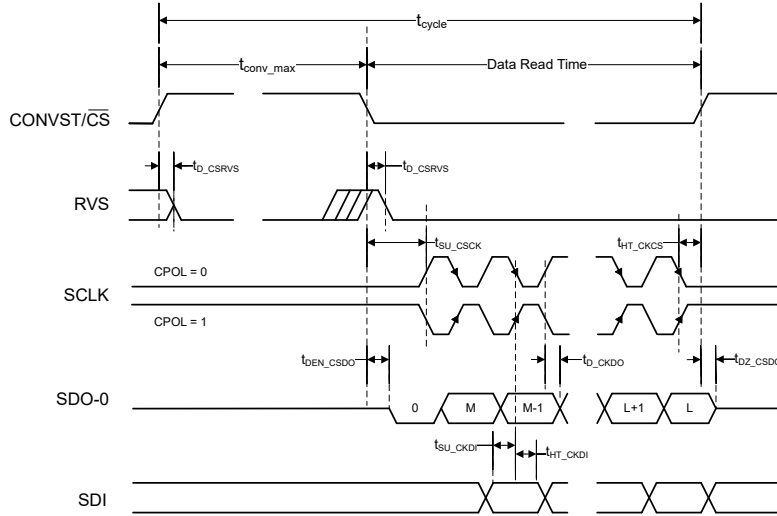 t_cycle
t_conv_max
Data Read Time
CONVST/C̅S̅
t_D_CSRVS
t_D_CSRVS
RVS
t_SU_CSCK
t_HT_CKCS
CPOL = 0
SCLK
CPOL = 1
t_DEN_CSDO
t_D_CKDO
t_DZ_CSDO
SDO-0
0
M
M-1
L+1
L
t_SU_CKDI
t_HT_CKDI
SDI